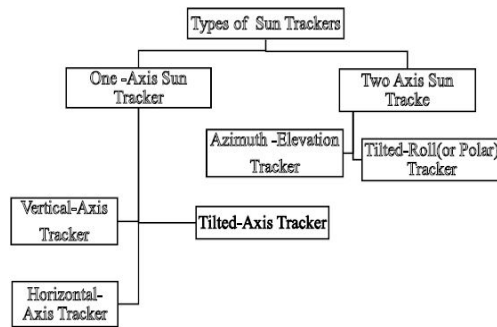 Types of Sun Trackers
One -Axis Sun
Tracker
Two Axis Sun
Tracke
Azimuth -Elevation
Tracker
Tilted-Roll(or Polar)
Tracker
Vertical-Axis
Tracker
Tilted-Axis Tracker
Horizontal-
Axis Tracker